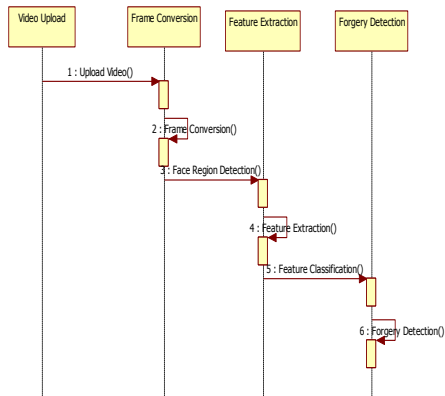 Video Upload
Frame Conversion
Feature Extraction
Forgery Detection
1 : Upload Video()
2 : Frame Conversion()
3 : Face Region Detection()
4 : Feature Extraction()
5 : Feature Classification()
6 : Forgery Detection()